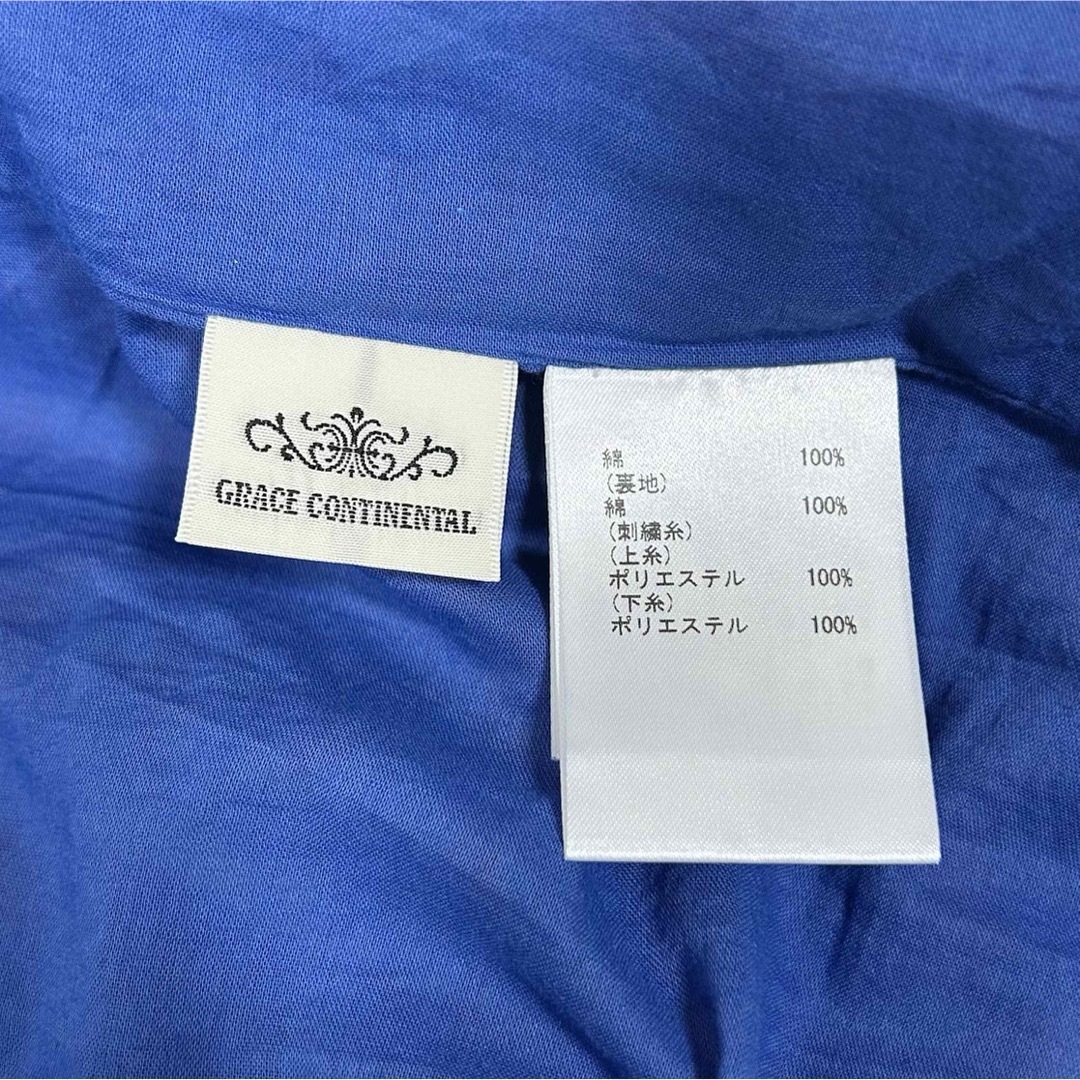 GRACE CONTINENTAL
綿 100%
(裏地)
綿 100%
(刺繍糸)
(上糸)
ポリエステル 100%
(下糸)
ポリエステル 100%